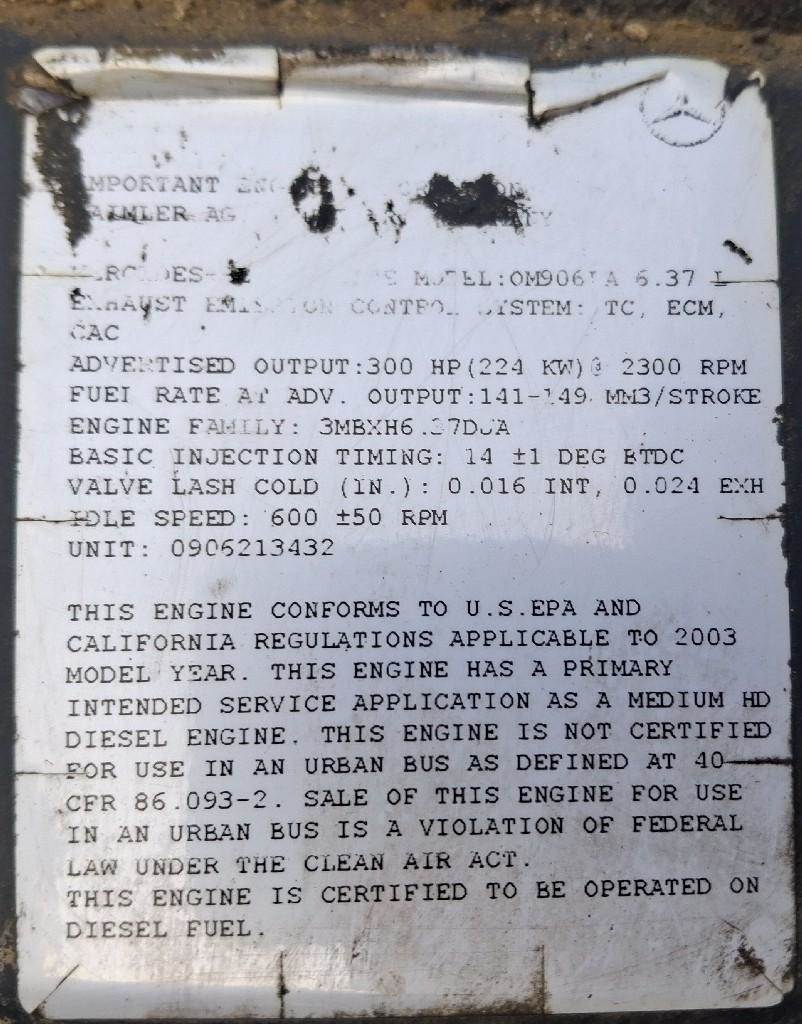 IMPORTANT
DAIMLER AG
MODEL: 6.37 L
EXHAUST EMISSION CONTROL SYSTEM: TC, ECM,
CAC
ADVERTISED OUTPUT:300 HP(224 KW)@ 2300 RPM
FUEL RATE AT ADV. OUTPUT:141-149 MM3/STROKE
ENGINE FAMILY:
BASIC INJECTION TIMING: 14 ±1 DEG BTDC
VALVE LASH COLD (IN.): 0.016 INT, 0.024 EXH
IDLE SPEED: 600 ±50 RPM
UNIT: 0906213432
THIS ENGINE CONFORMS TO U.S.EPA AND
CALIFORNIA REGULATIONS APPLICABLE TO 2003
MODEL YEAR. THIS ENGINE HAS A PRIMARY
INTENDED SERVICE APPLICATION AS A MEDIUM HD
DIESEL ENGINE. THIS ENGINE IS NOT CERTIFIED
FOR USE IN AN URBAN BUS AS DEFINED AT 40
CFR 86.093-2. SALE OF THIS ENGINE FOR USE
IN AN URBAN BUS IS A VIOLATION OF FEDERAL
LAW UNDER THE CLEAN AIR ACT.
THIS ENGINE IS CERTIFIED TO BE OPERATED ON
DIESEL FUEL.